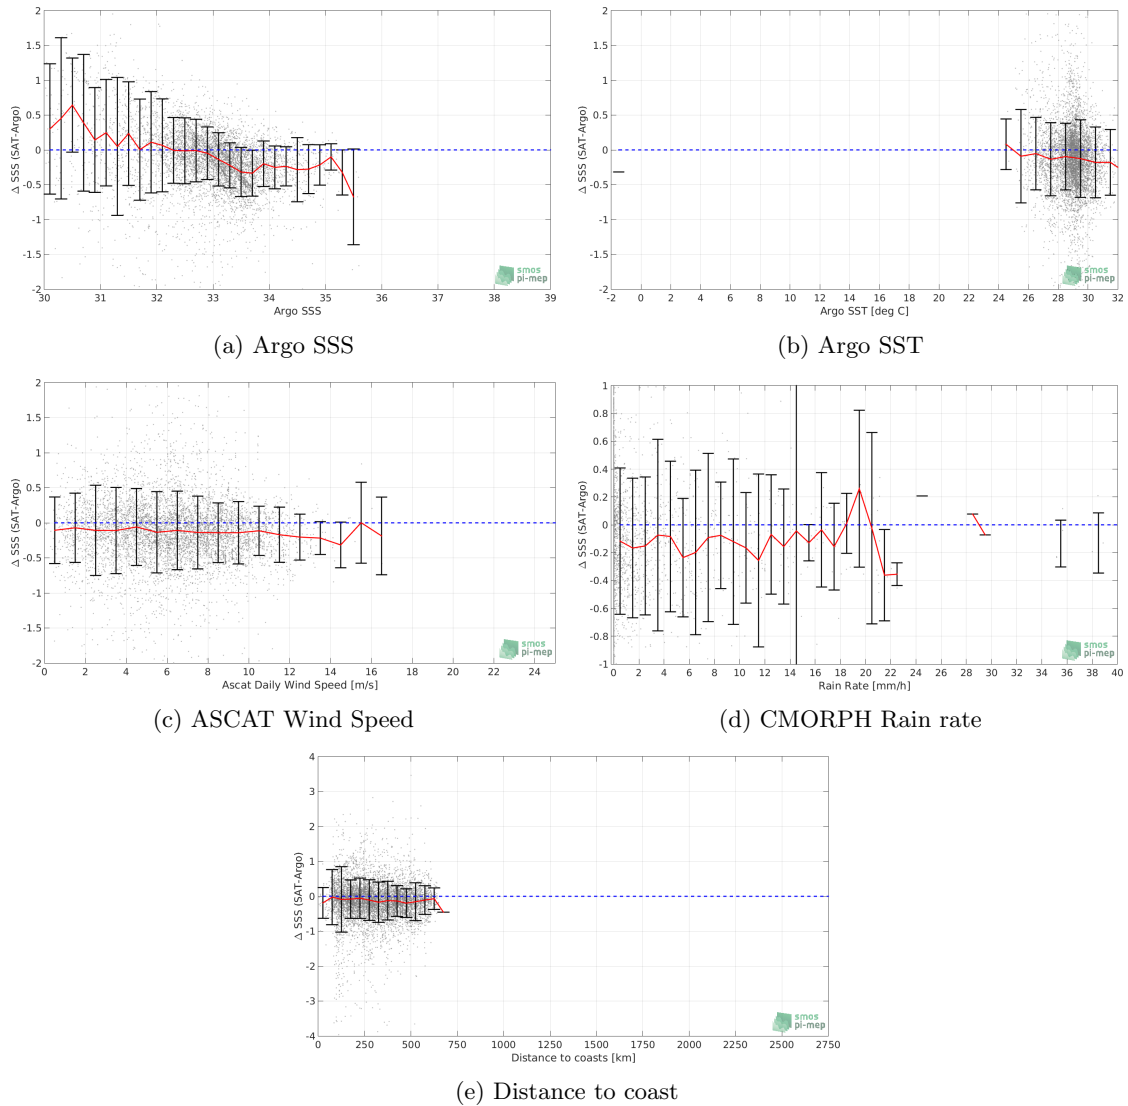 2
1.5
1
0.5
0
-0.5
-1
-1.5
-2
Δ SSS (SAT-Argo)
30 31 32 33 34 35 36 37 38 39
Argo SSS
smos
pi-mep
(a) Argo SSS
2
1.5
1
0.5
0
-0.5
-1
-1.5
-2
Δ SSS (SAT-Argo)
-2 0 2 4 6 8 10 12 14 16 18 20 22 24 26 28 30 32
Argo SST [deg C]
smos
pi-mep
(b) Argo SST
2
1.5
1
0.5
0
-0.5
-1
-1.5
-2
Δ SSS (SAT-Argo)
0 2 4 6 8 10 12 14 16 18 20 22 24
Ascat Daily Wind Speed [m/s]
smos
pi-mep
(c) ASCAT Wind Speed
1
0.8
0.6
0.4
0.2
0
-0.2
-0.4
-0.6
-0.8
-1
Δ SSS (SAT-Argo)
0 2 4 6 8 10 12 14 16 18 20 22 24 26 28 30 32 34 36 38 40
Rain Rate [mm/h]
smos
pi-mep
(d) CMORPH Rain rate
4
3
2
1
0
-1
-2
-3
-4
Δ SSS (SAT-Argo)
0 250 500 750 1000 1250 1500 1750 2000 2250 2500 2750
Distance to coasts [km]
smos
pi-mep
(e) Distance to coast